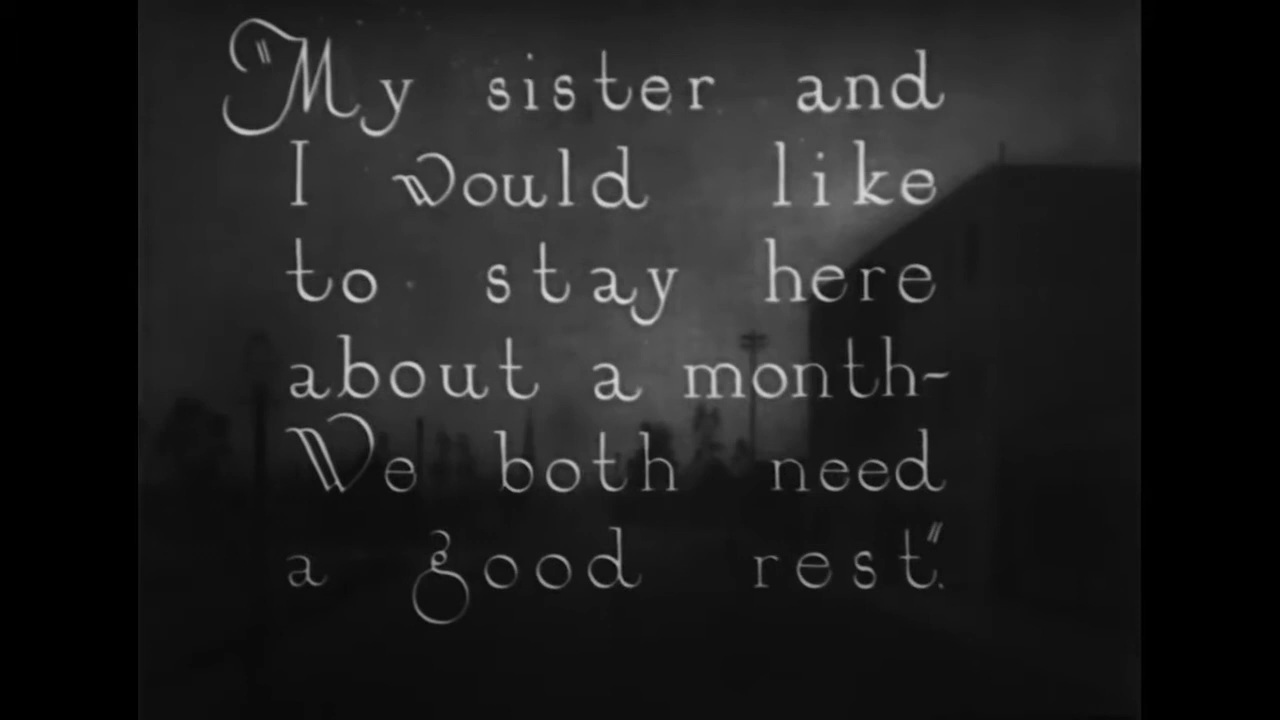 "My sister and
I would like
to stay here
about a month-
We both need
a good rest".